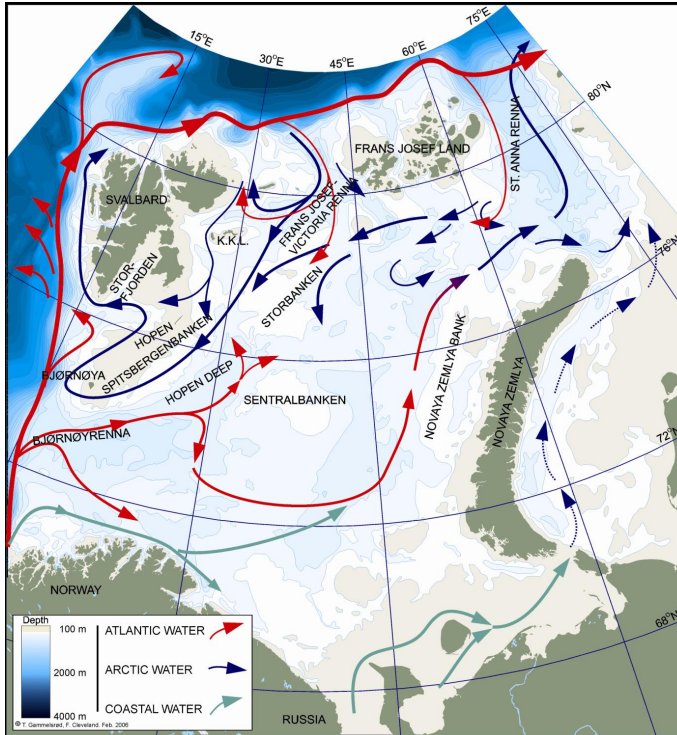 15°E
30°E
45°E
60°E
75°E
80°N
FRANS JOSEF LAND
ST. ANNA RENNA
SVALBARD
FRANS JOSEF-
VICTORIA RENNA
K.K.L.
76°N
STOR-
FJORDEN
STORBANKEN
HOPEN
SPITSBERGENBANKEN
BJØRNØYA
HOPEN DEEP
SENTRALBANKEN
NOVAYA ZEMLYA BANK
NOVAYA ZEMLYA
BJØRNØYRENNA
72°N
NORWAY
68°N
Depth
100 m
2000 m
4000 m
ATLANTIC WATER
ARCTIC WATER
COASTAL WATER
© T. Gammelsrød, F. Cleveland. Feb. 2006
RUSSIA